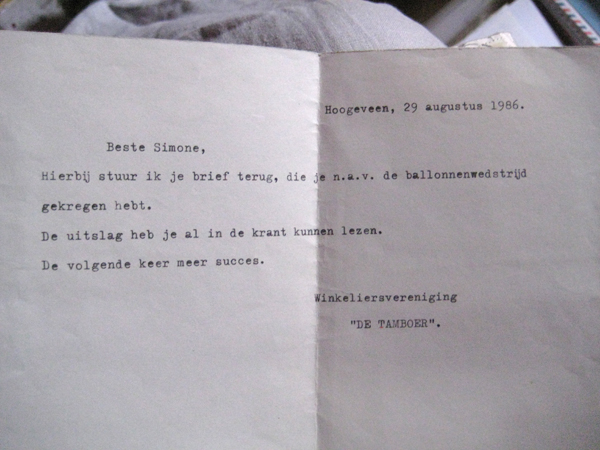 Hoogeveen, 29 augustus 1986.
Beste Simone,
Hierbij stuur ik je brief terug, die je n.a.v. de ballonnenwedstrijd
gekregen hebt.
De uitslag heb je al in de krant kunnen lezen.
De volgende keer meer succes.
Winkeliersvereniging
"DE TAMBOER".